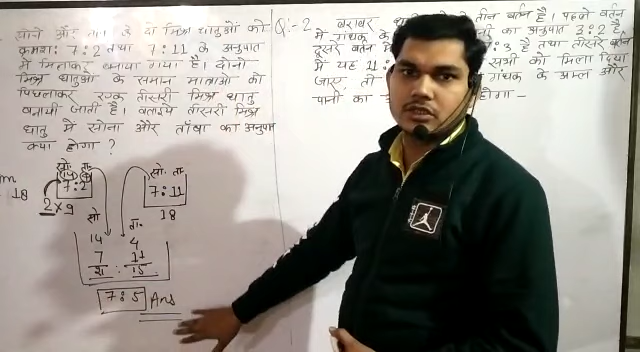 सोने और ताँबे के दो मिश्र धातुओं को
क्रमशः 7:2 तथा 7:11 के अनुपात
में मिलाकर बनाया गया है। दोनों
मिश्र धातुओं के समान मात्राओं को
पिघलाकर एक तीसरी मिश्र धातु
बनायी जाती है। बताइये तीसरी मिश्र
धातु में सोना और ताँबा का अनुपात
क्या होगा ?
सो. ता.
7:2
18
2×9
सो. ता.
7:11
18
सो ता.
14 4
7 11
21 : 15
7:5 Ans
Q:-2 बराबर तीन बर्तन है। पहले बर्तन
में गंधक के का अनुपात 3:2 है,
दूसरे बर्तन में :3 है तथा तीसरे बर्तन
में यह 11: सभी को मिला दिया
जाए, तो गंधक के अम्ल और
पानी का होगा-